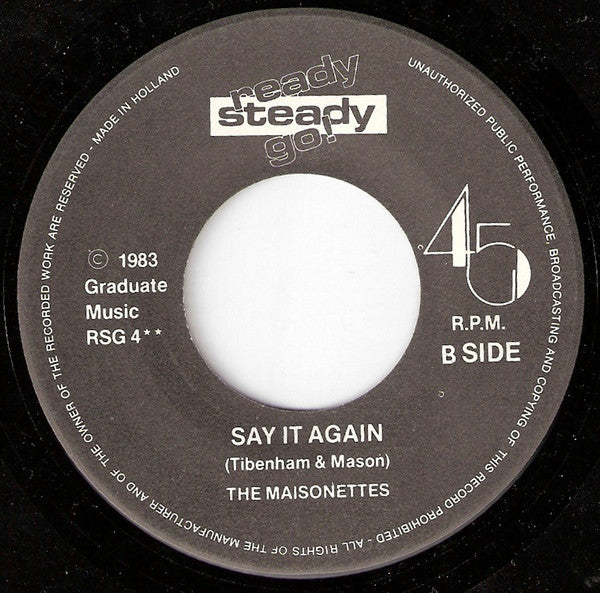 ready
steady
go!
© 1983
Graduate
Music
RSG 4**
45
R.P.M.
B SIDE
SAY IT AGAIN
(Tibenham & Mason)
THE MAISONETTES
UNAUTHORIZED PUBLIC PERFORMANCE, BROADCASTING AND COPYING OF THIS RECORD PROHIBITED - ALL RIGHTS OF THE MANUFACTURER AND OF THE OWNER OF THE RECORDED WORK ARE RESERVED - MADE IN HOLLAND